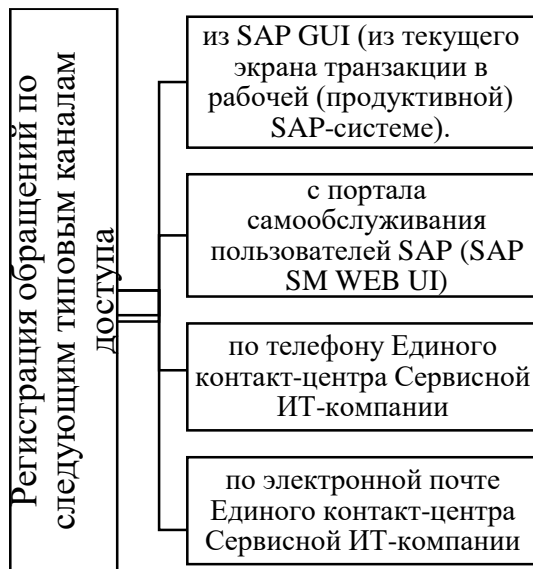 Регистрация обращений по
следующим типовым каналам
доступа
из SAP GUI (из текущего
экрана транзакции в
рабочей (продуктивной)
SAP-системе).
с портала
самообслуживания
пользователей SAP (SAP
SM WEB UI)
по телефону Единого
контакт-центра Сервисной
ИТ-компании
по электронной почте
Единого контакт-центра
Сервисной ИТ-компании